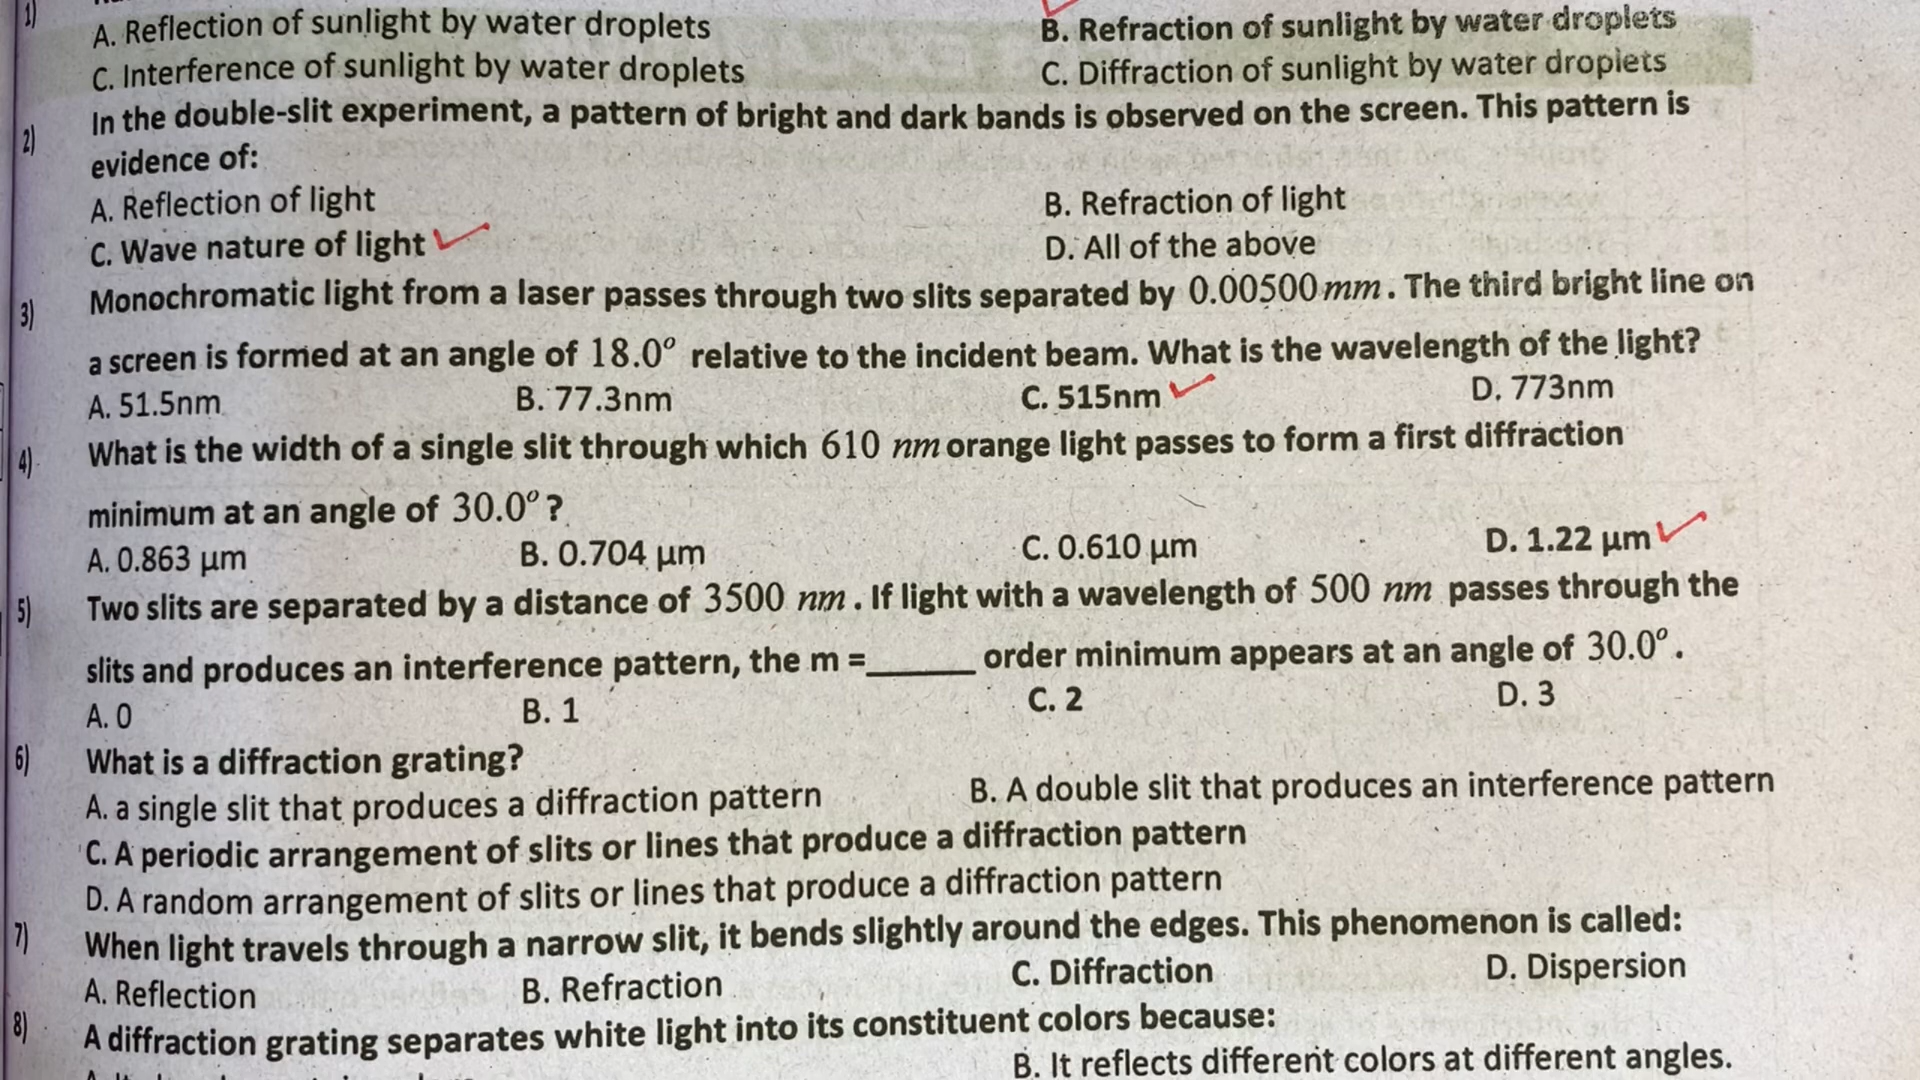 1)
A. Reflection of sunlight by water droplets B. Refraction of sunlight by water droplets
C. Interference of sunlight by water droplets C. Diffraction of sunlight by water droplets
2) In the double-slit experiment, a pattern of bright and dark bands is observed on the screen. This pattern is
evidence of:
A. Reflection of light B. Refraction of light
C. Wave nature of light D. All of the above
3) Monochromatic light from a laser passes through two slits separated by 0.00500 mm. The third bright line on
a screen is formed at an angle of 18.0° relative to the incident beam. What is the wavelength of the light?
A. 51.5nm B. 77.3nm C. 515nm D. 773nm
4) What is the width of a single slit through which 610 nm orange light passes to form a first diffraction
minimum at an angle of 30.0°?
A. 0.863 μm B. 0.704 μm C. 0.610 μm D. 1.22 μm
5) Two slits are separated by a distance of 3500 nm. If light with a wavelength of 500 nm passes through the
slits and produces an interference pattern, the m =______ order minimum appears at an angle of 30.0°.
A. 0 B. 1 C. 2 D. 3
6) What is a diffraction grating?
A. a single slit that produces a diffraction pattern B. A double slit that produces an interference pattern
C. A periodic arrangement of slits or lines that produce a diffraction pattern
D. A random arrangement of slits or lines that produce a diffraction pattern
7) When light travels through a narrow slit, it bends slightly around the edges. This phenomenon is called:
A. Reflection B. Refraction C. Diffraction D. Dispersion
8) A diffraction grating separates white light into its constituent colors because:
B. It reflects different colors at different angles.